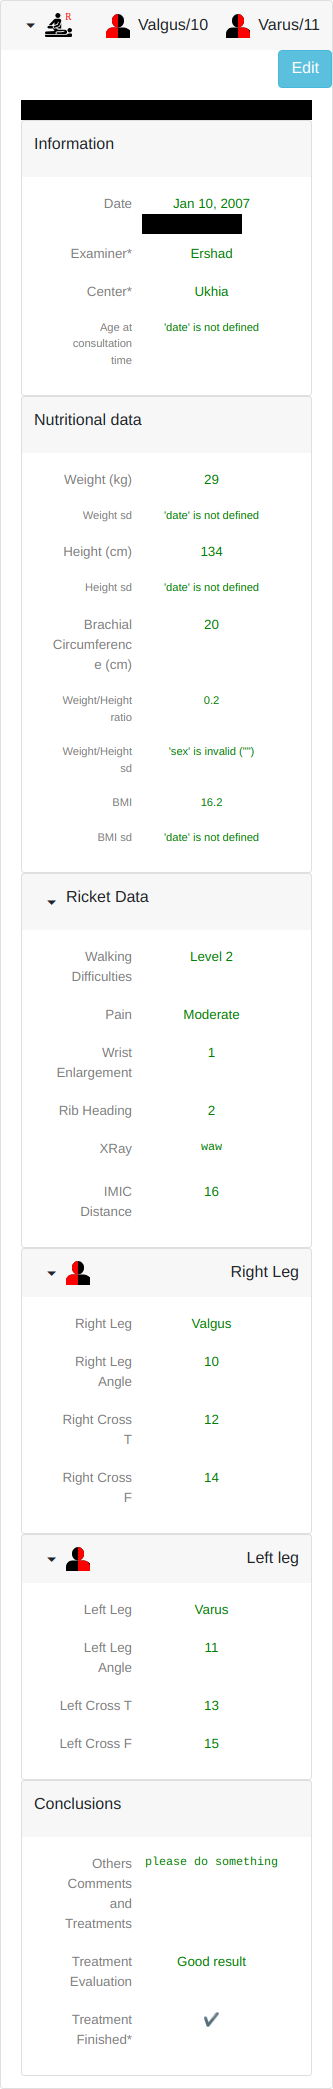 R Valgus/10 Varus/11
Edit
Information
Date Jan 10, 2007
Examiner* Ershad
Center* Ukhia
Age at 'date' is not defined
consultation
time
Nutritional data
Weight (kg) 29
Weight sd 'date' is not defined
Height (cm) 134
Height sd 'date' is not defined
Brachial 20
Circumferenc
e (cm)
Weight/Height 0.2
ratio
Weight/Height 'sex' is invalid ("")
sd
BMI 16.2
BMI sd 'date' is not defined
Ricket Data
Walking Level 2
Difficulties
Pain Moderate
Wrist 1
Enlargement
Rib Heading 2
XRay waw
IMIC 16
Distance
Right Leg
Right Leg Valgus
Right Leg 10
Angle
Right Cross 12
T
Right Cross 14
F
Left leg
Left Leg Varus
Left Leg 11
Angle
Left Cross T 13
Left Cross F 15
Conclusions
Others please do something
Comments
and
Treatments
Treatment Good result
Evaluation
Treatment ✔
Finished*